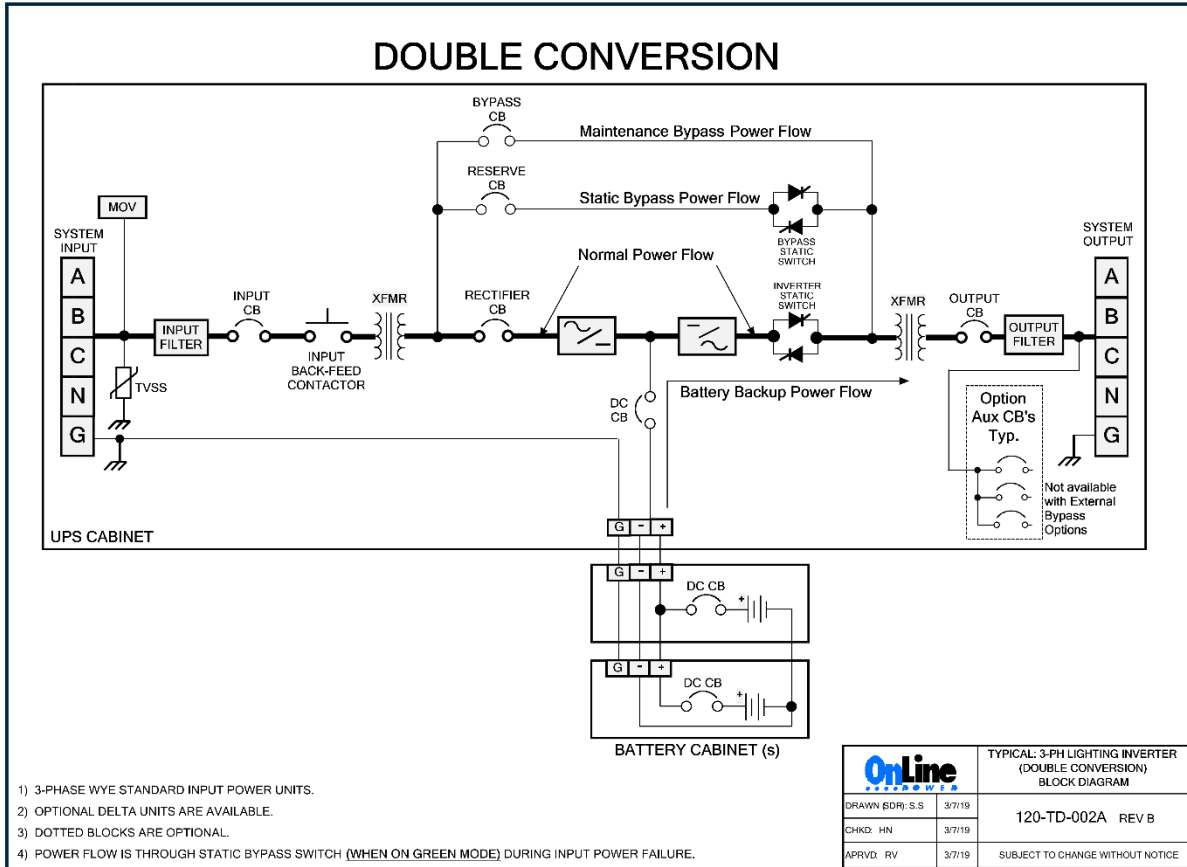 DOUBLE CONVERSION
BYPASS
CB
Maintenance Bypass Power Flow
RESERVE
CB
Static Bypass Power Flow
BYPASS
STATIC
SWITCH
MOV
SYSTEM
INPUT
A
B
C
N
G
INPUT
FILTER
TVSS
INPUT
CB
INPUT
BACK-FEED
CONTACTOR
XFMR
RECTIFIER
CB
Normal Power Flow
INVERTER
STATIC
SWITCH
XFMR
OUTPUT
CB
OUTPUT
FILTER
SYSTEM
OUTPUT
A
B
C
N
G
DC
CB
Battery Backup Power Flow
Option
Aux CB's
Typ.
Not available
with External
Bypass
Options
UPS CABINET
G - +
G - +
DC CB
+
G - +
DC CB
+
BATTERY CABINET (s)
1) 3-PHASE WYE STANDARD INPUT POWER UNITS.
2) OPTIONAL DELTA UNITS ARE AVAILABLE.
3) DOTTED BLOCKS ARE OPTIONAL.
4) POWER FLOW IS THROUGH STATIC BYPASS SWITCH (WHEN ON GREEN MODE) DURING INPUT POWER FAILURE.
OnLine
POWER
TYPICAL: 3-PH LIGHTING INVERTER
(DOUBLE CONVERSION)
BLOCK DIAGRAM
DRAWN (SDR): S.S 3/7/19
CHKD: HN 3/7/19
120-TD-002A REV B
APRVD: RV 3/7/19
SUBJECT TO CHANGE WITHOUT NOTICE